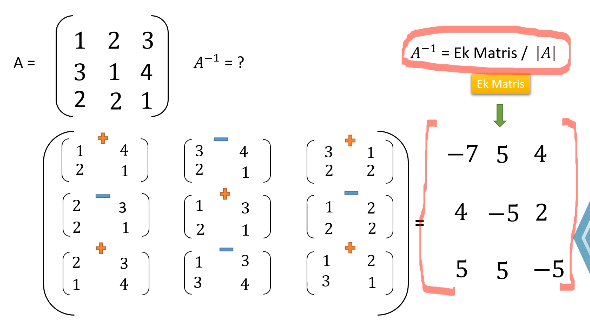 A = 1 2 3
3 1 4
2 2 1
A⁻¹ = ?
A⁻¹ = Ek Matris / |A|
Ek Matris
+ − +
1 4 3 4 3 1
2 1 2 1 2 2
− + −
2 3 1 3 1 2
2 1 2 1 2 2
+ − +
2 3 1 3 1 2
1 4 3 4 3 1
=
−7 5 4
4 −5 2
5 5 −5